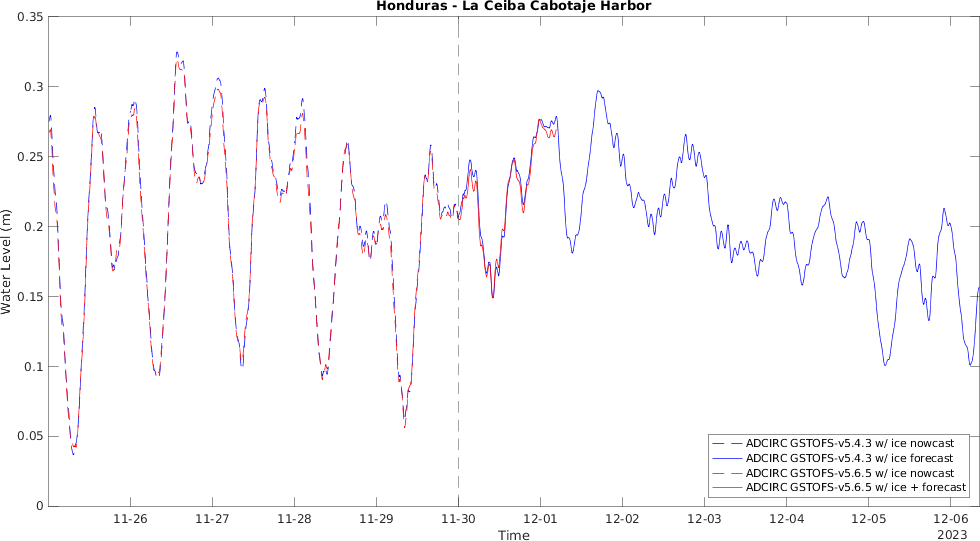 Honduras - La Ceiba Cabotaje Harbor
0.35
0.3
0.25
0.2
0.15
0.1
0.05
0
Water Level (m)
ADCIRC GSTOFS-v5.4.3 w/ ice nowcast
ADCIRC GSTOFS-v5.4.3 w/ ice forecast
ADCIRC GSTOFS-v5.6.5 w/ ice nowcast
ADCIRC GSTOFS-v5.6.5 w/ ice + forecast
11-26 11-27 11-28 11-29 11-30 12-01 12-02 12-03 12-04 12-05 12-06
Time 2023